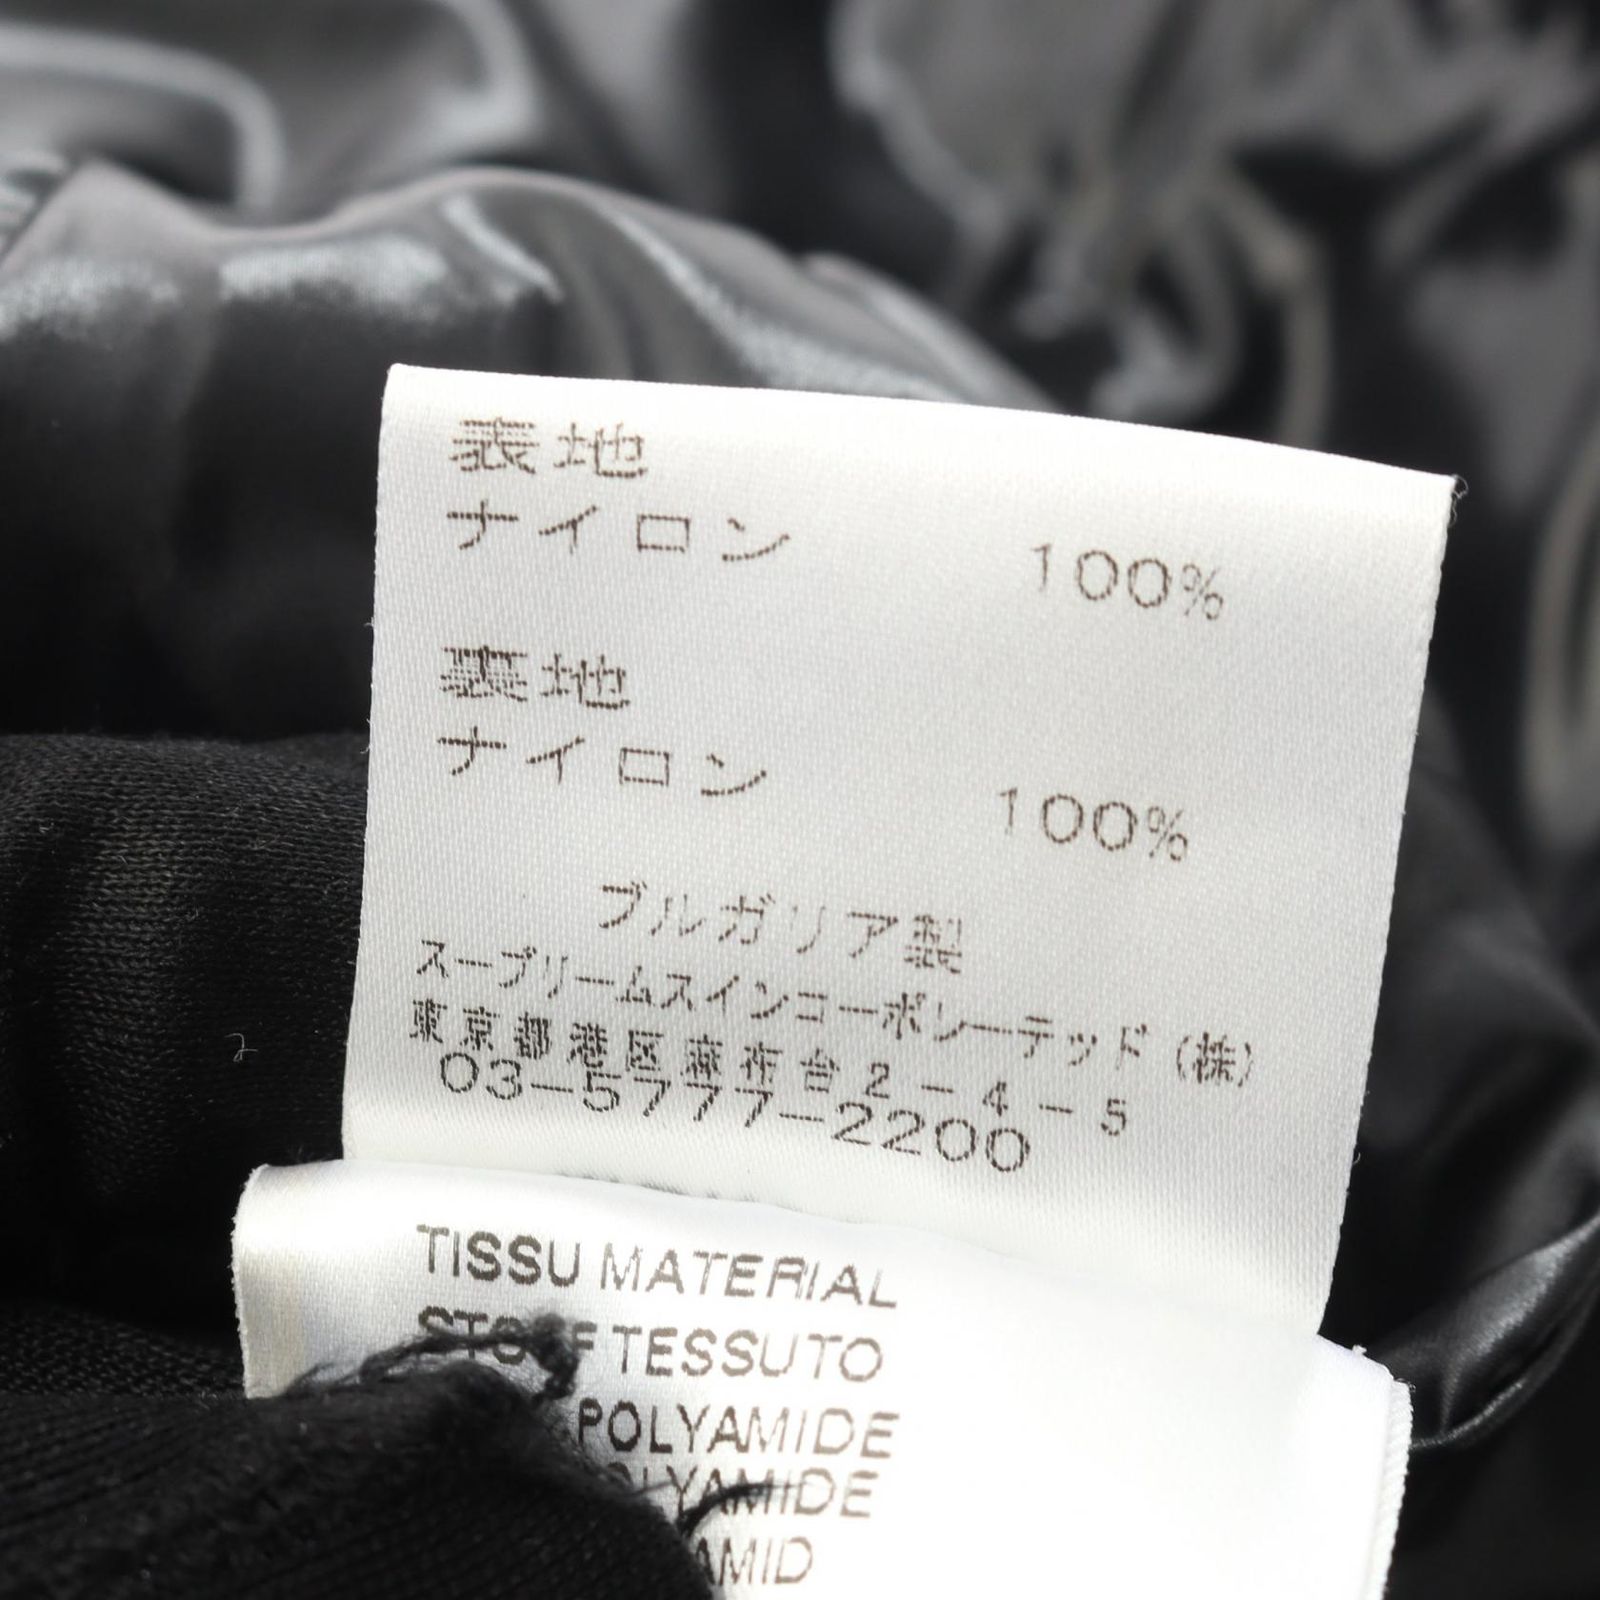 表地
ナイロン 100%
裏地
ナイロン 100%
ブルガリア製
スープリームスインコーポレーテッド(株)
東京都港区麻布台2-4-5
03-5777-2200
TISSU MATERIAL
STOFF TESSUTO
POLYAMIDE
POLYAMIDE